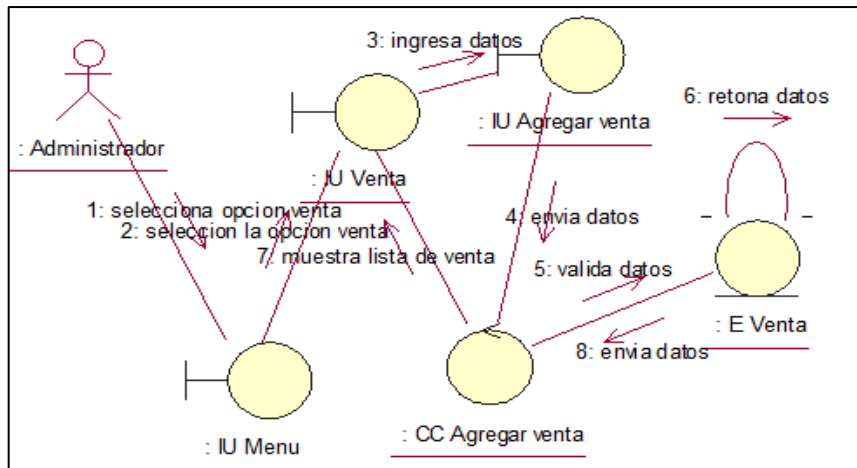 3: ingresa datos
6: retona datos
: IU Agregar venta
: Administrador
: IU Venta
1: selecciona opcion venta
2: seleccion la opcion venta
4: envia datos
7: muestra lista de venta
5: valida datos
: E Venta
8: envia datos
: IU Menu
: CC Agregar venta